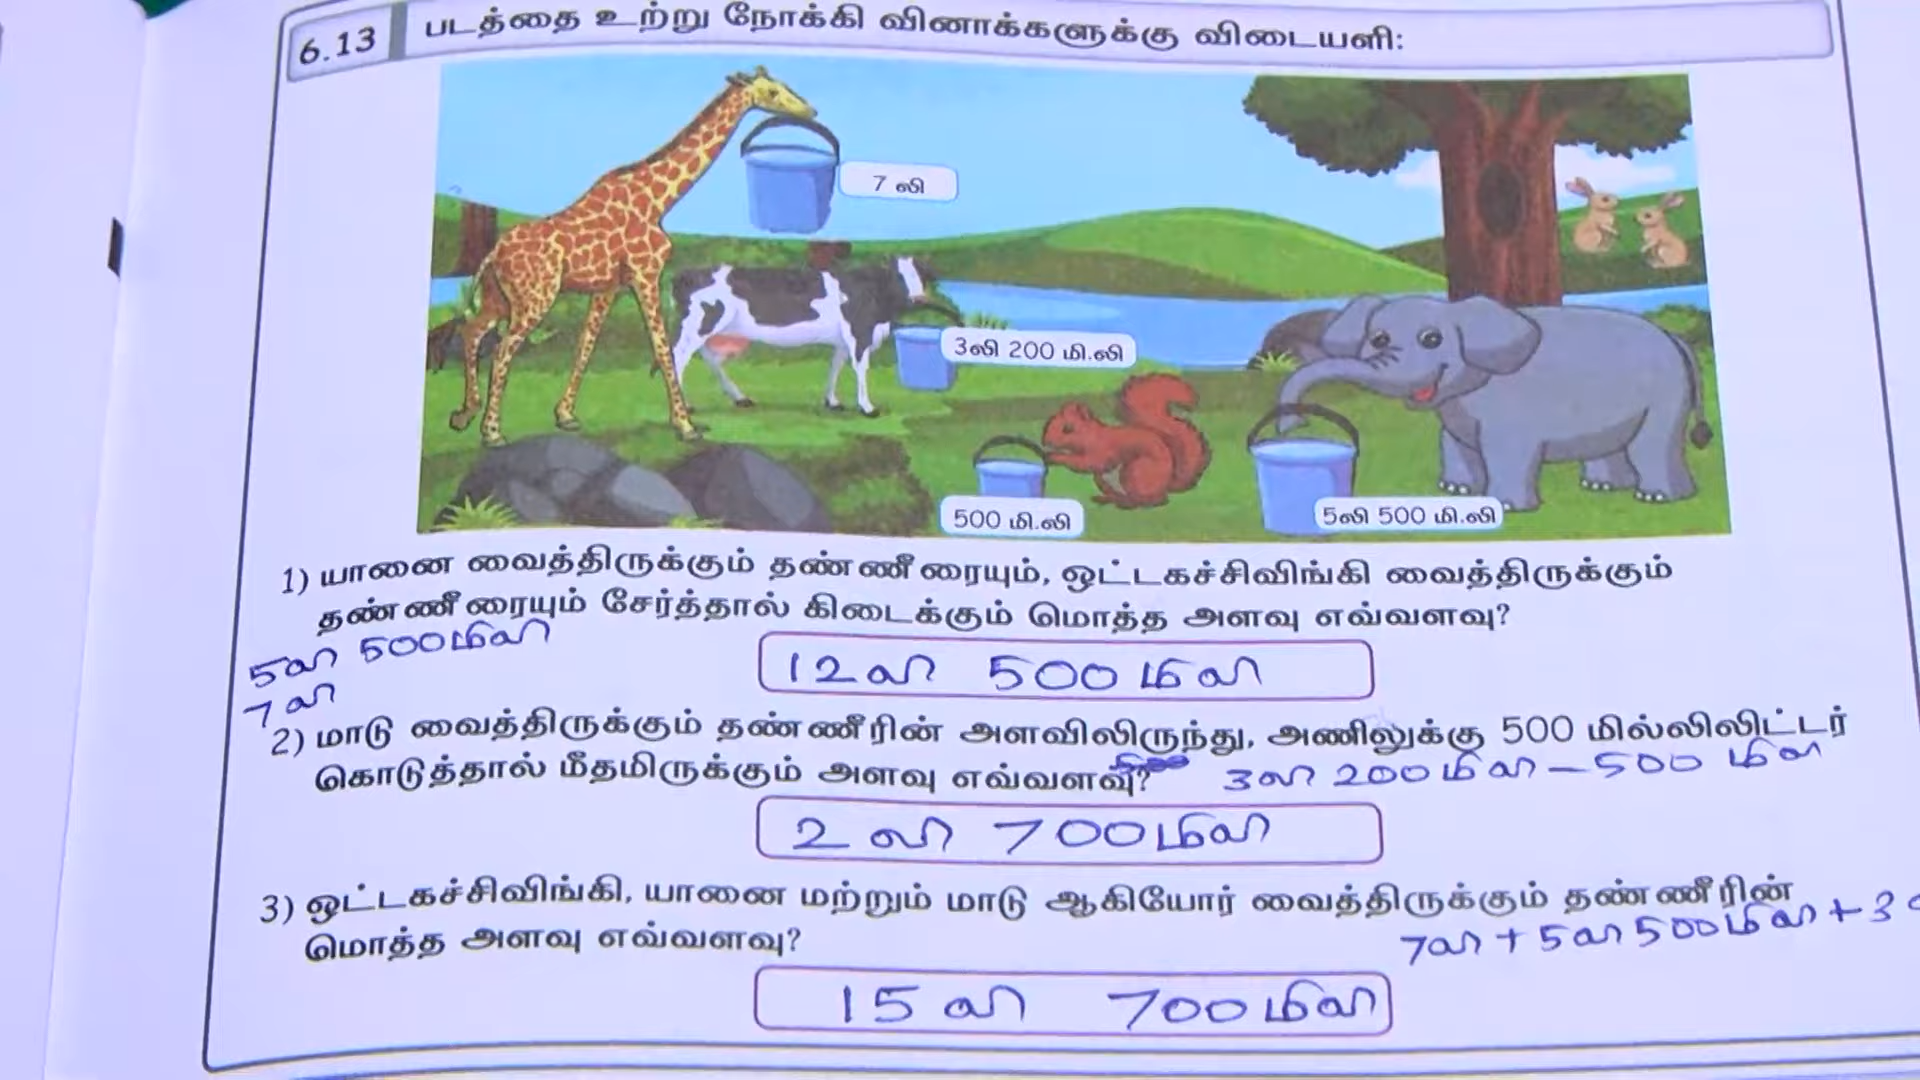 6.13 படத்தை உற்று நோக்கி வினாக்களுக்கு விடையளி:
7 லி
3லி 200 மி.லி
500 மி.லி
5லி 500 மி.லி
1) யானை வைத்திருக்கும் தண்ணீரையும், ஒட்டகச்சிவிங்கி வைத்திருக்கும்
தண்ணீரையும் சேர்த்தால் கிடைக்கும் மொத்த அளவு எவ்வளவு?
5லி 500மிலி
7லி
12லி 500 மிலி
2) மாடு வைத்திருக்கும் தண்ணீரின் அளவிலிருந்து, அணிலுக்கு 500 மில்லிலிட்டர்
கொடுத்தால் மீதமிருக்கும் அளவு எவ்வளவு?
3லி 200மிலி – 500 மிலி
2 லி 700மிலி
3) ஒட்டகச்சிவிங்கி, யானை மற்றும் மாடு ஆகியோர் வைத்திருக்கும் தண்ணீரின்
மொத்த அளவு எவ்வளவு?
7லி + 5லி 500மிலி + 3
15 லி 700மிலி